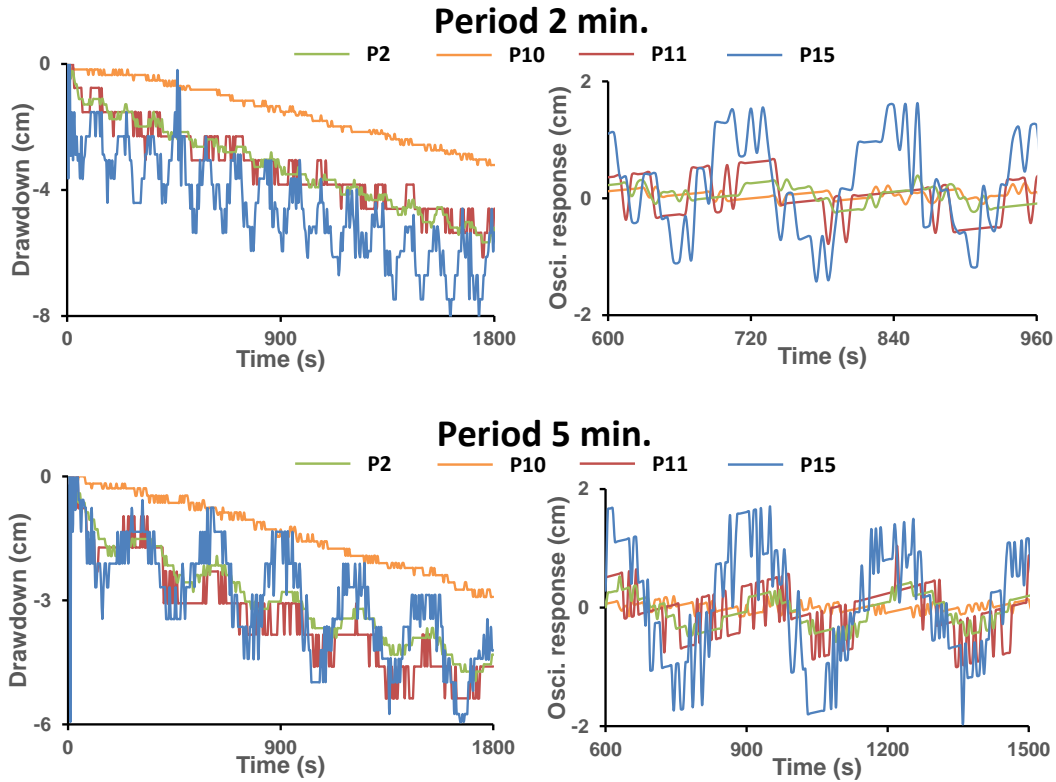 Period 2 min.
P2 P10 P11 P15
Drawdown (cm)
0
-4
-8
0 900 1800
Time (s)
Osci. response (cm)
2
0
-2
600 720 840 960
Time (s)
Period 5 min.
P2 P10 P11 P15
Drawdown (cm)
0
-3
-6
0 900 1800
Time (s)
Osci. response (cm)
2
0
-2
600 900 1200 1500
Time (s)